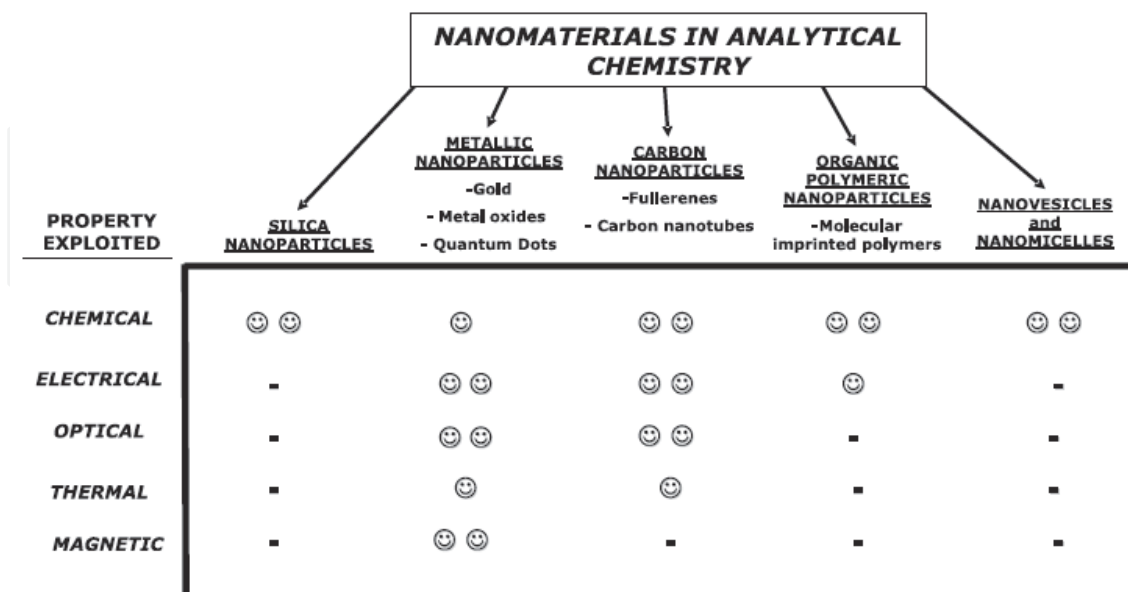 NANOMATERIALS IN ANALYTICAL
CHEMISTRY
PROPERTY
EXPLOITED
SILICA
NANOPARTICLES
METALLIC
NANOPARTICLES
-Gold
- Metal oxides
- Quantum Dots
CARBON
NANOPARTICLES
-Fullerenes
- Carbon nanotubes
ORGANIC
POLYMERIC
NANOPARTICLES
-Molecular
imprinted polymers
NANOVESICLES
and
NANOMICELLES
CHEMICAL ☺ ☺ ☺ ☺ ☺ ☺ ☺ ☺ ☺
ELECTRICAL - ☺ ☺ ☺ ☺ ☺ -
OPTICAL - ☺ ☺ ☺ ☺ - -
THERMAL - ☺ ☺ - -
MAGNETIC - ☺ ☺ - - -